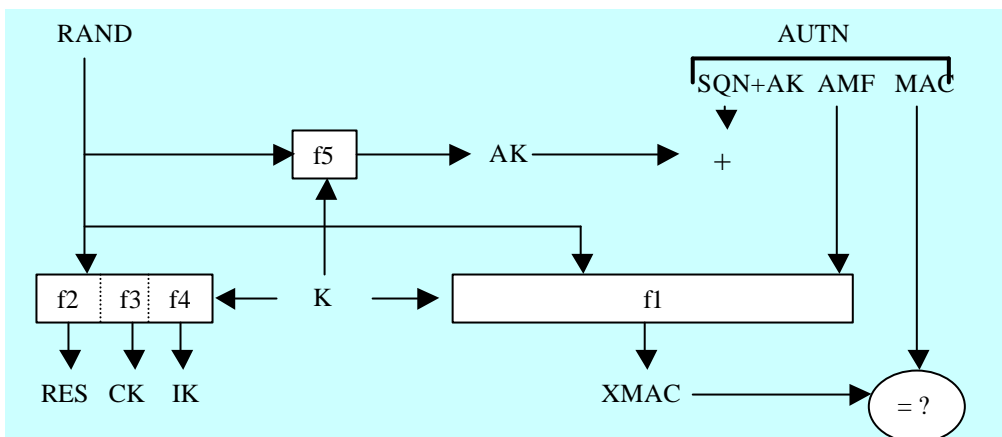 RAND AUTN
SQN+AK AMF MAC
f5 AK +
f2 f3 f4 K f1
RES CK IK XMAC = ?